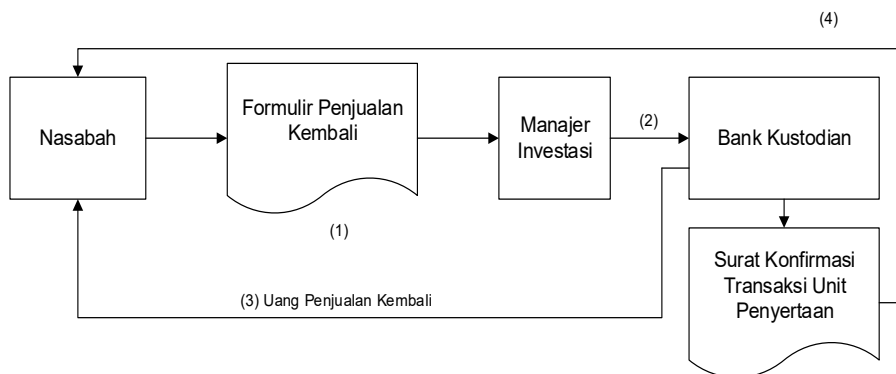 (4)
Nasabah
Formulir Penjualan
Kembali
(1)
Manajer
Investasi
(2)
Bank Kustodian
(3) Uang Penjualan Kembali
Surat Konfirmasi
Transaksi Unit
Penyertaan